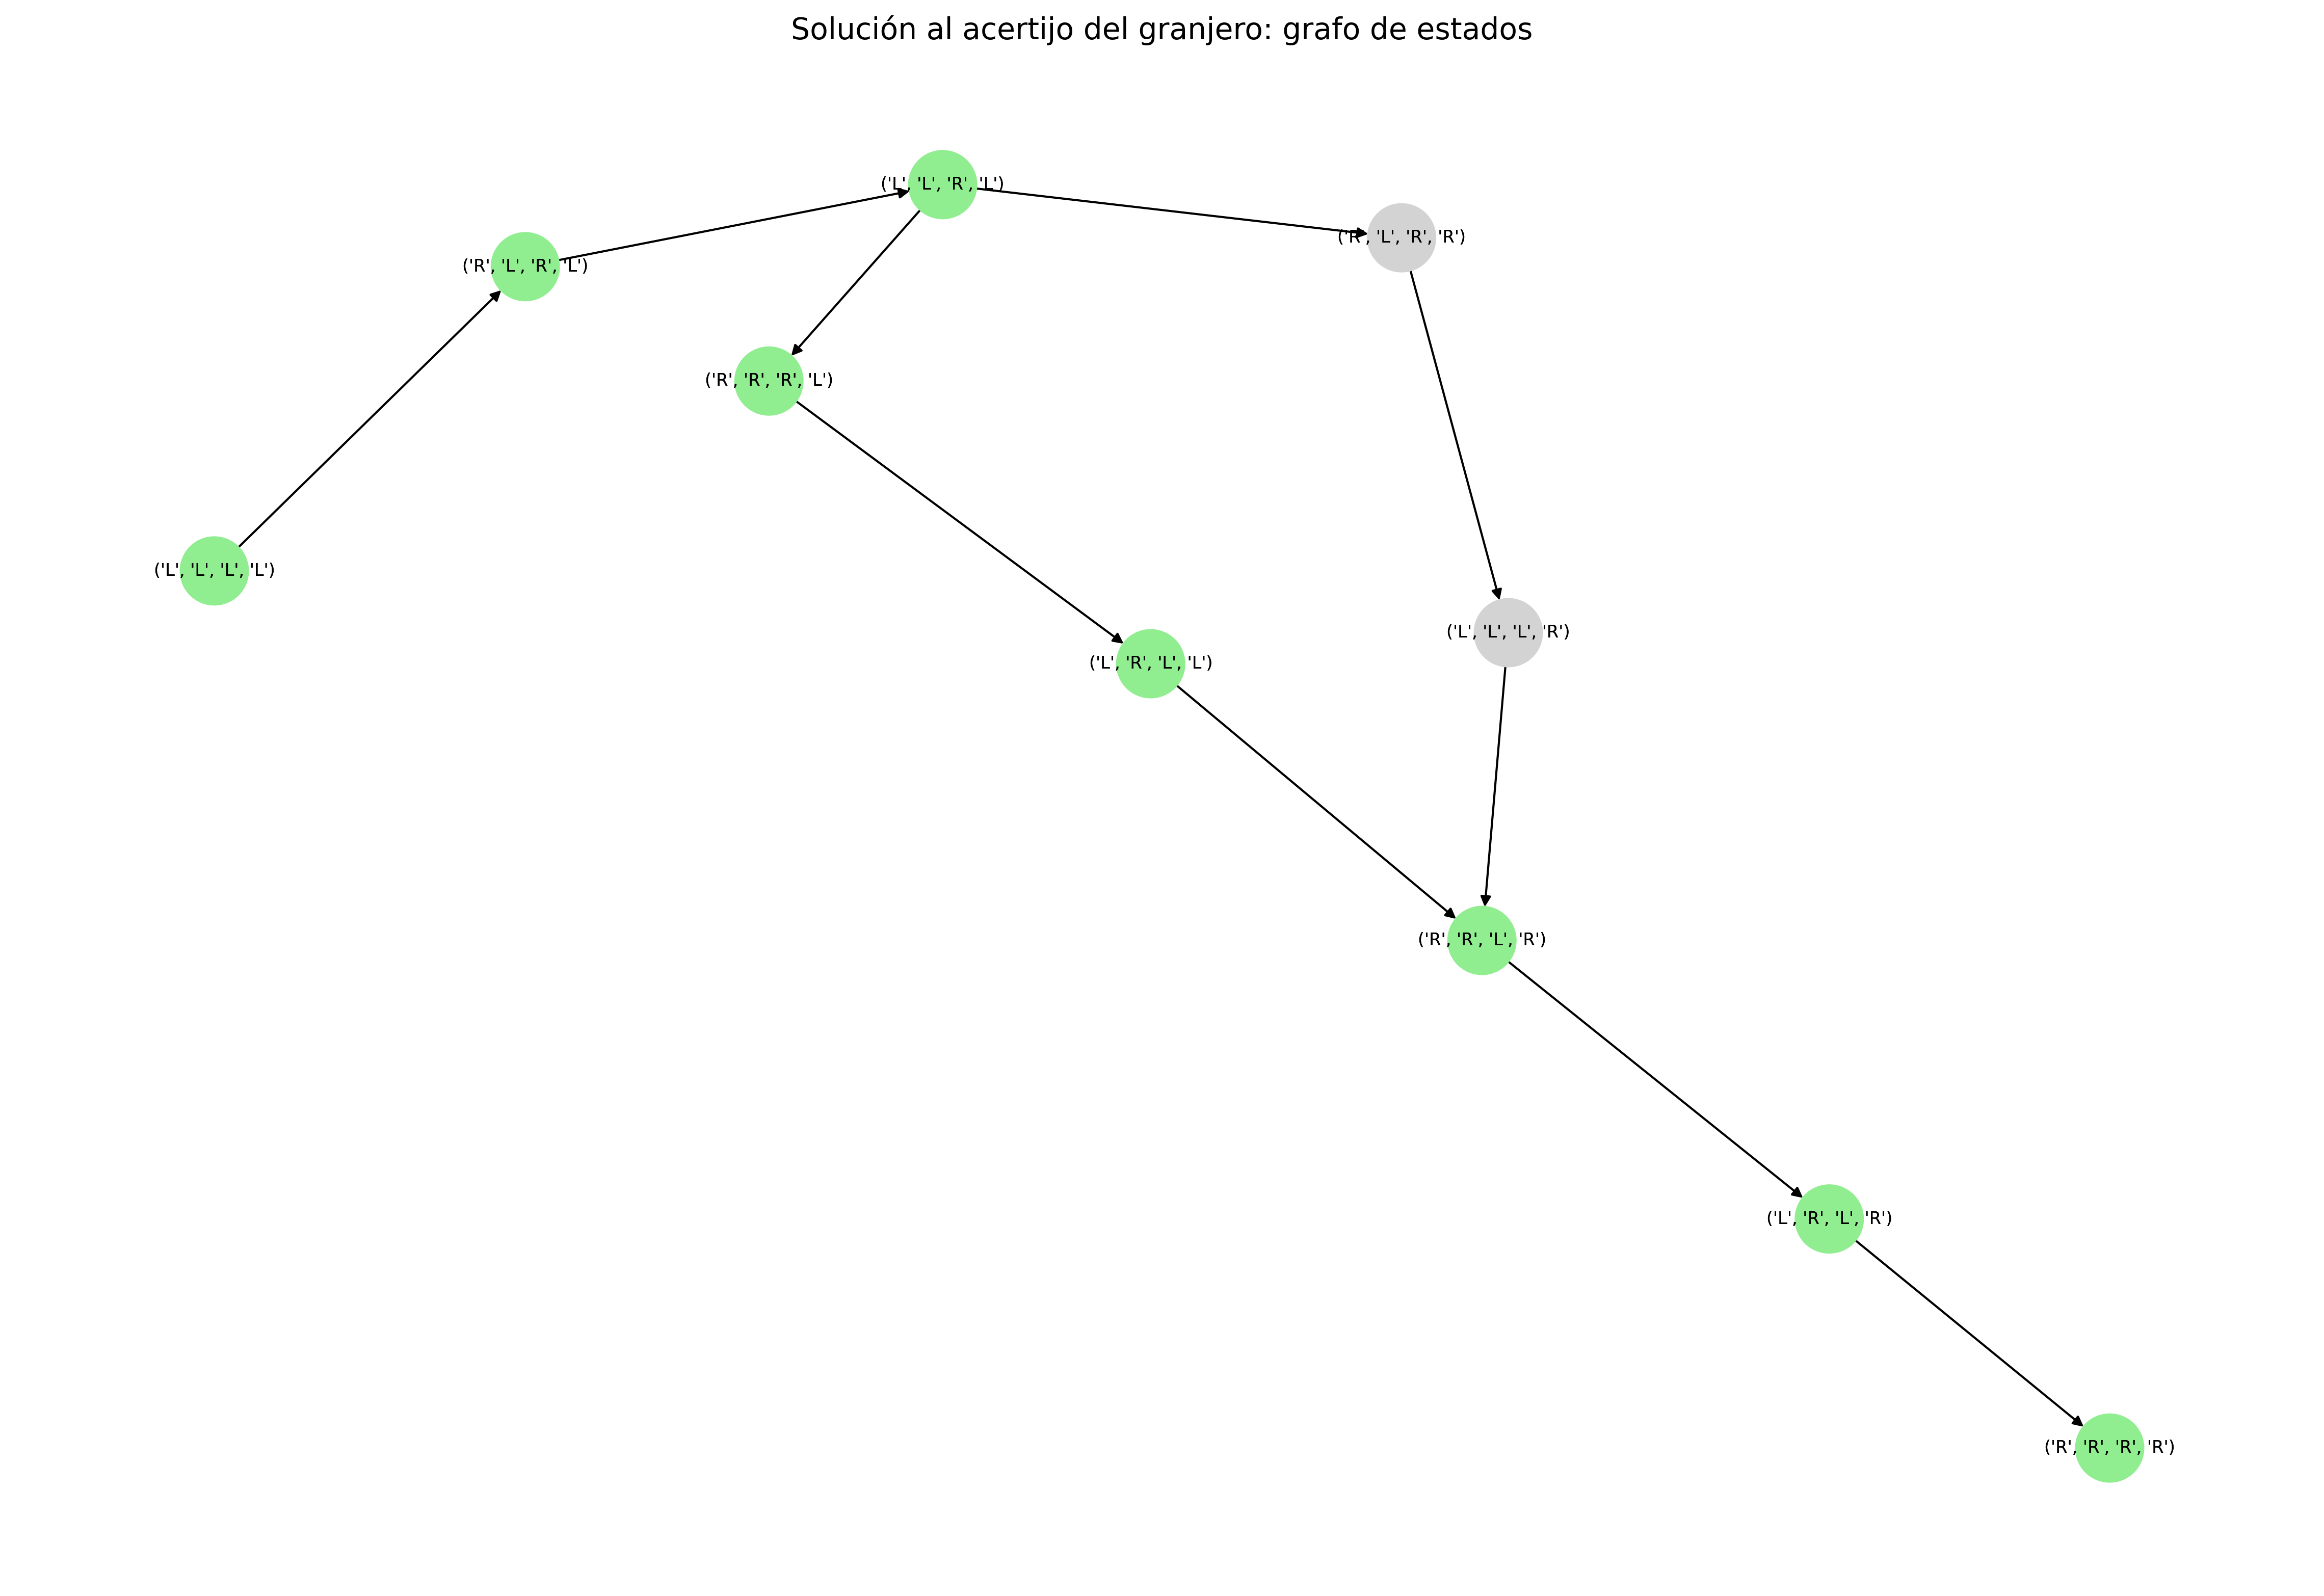 Solución al acertijo del granjero: grafo de estados
('L', 'L', 'R', 'L')
('R', 'L', 'R', 'R')
('R', 'L', 'R', 'L')
('R', 'R', 'R', 'L')
('L', 'L', 'L', 'L')
('L', 'L', 'L', 'R')
('L', 'R', 'L', 'L')
('R', 'R', 'L', 'R')
('L', 'R', 'L', 'R')
('R', 'R', 'R', 'R')